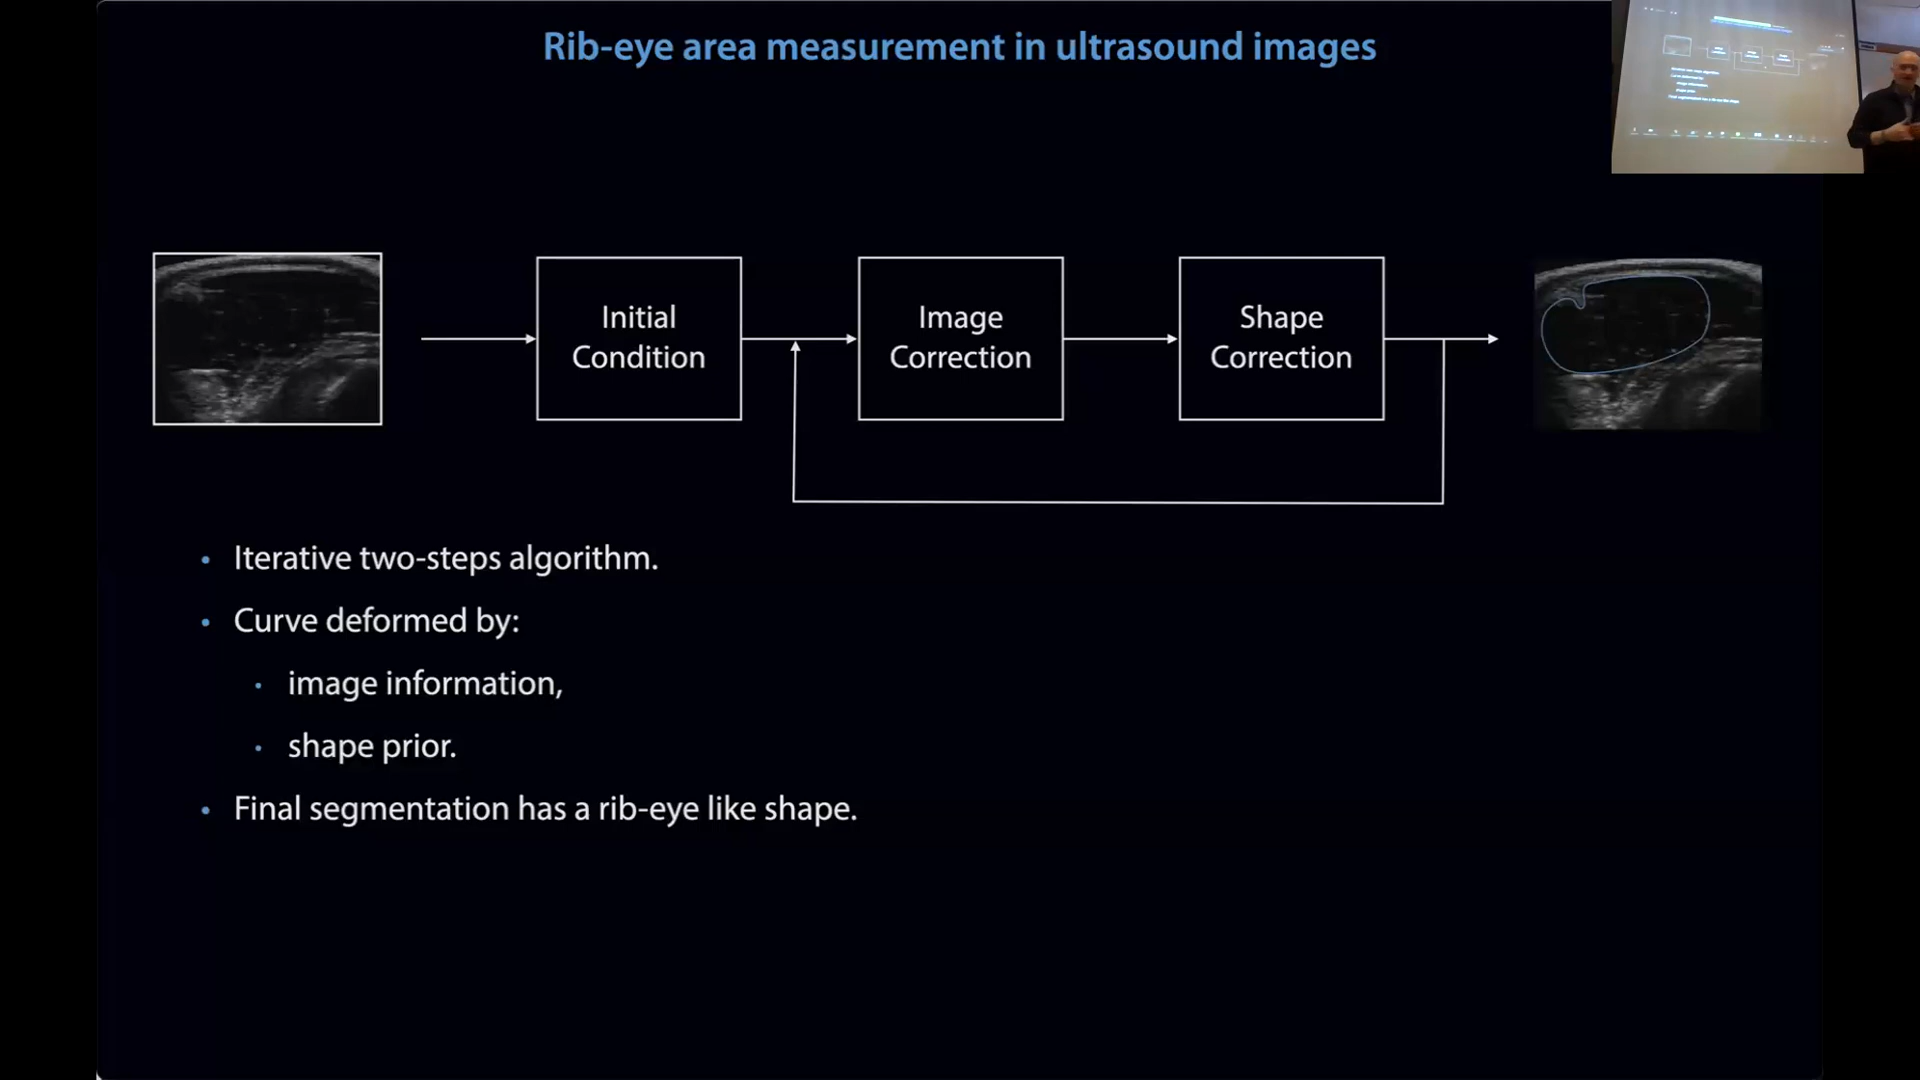 Rib-eye area measurement in ultrasound images
Initial
Condition
Image
Correction
Shape
Correction
• Iterative two-steps algorithm.
• Curve deformed by:
• image information,
• shape prior.
• Final segmentation has a rib-eye like shape.